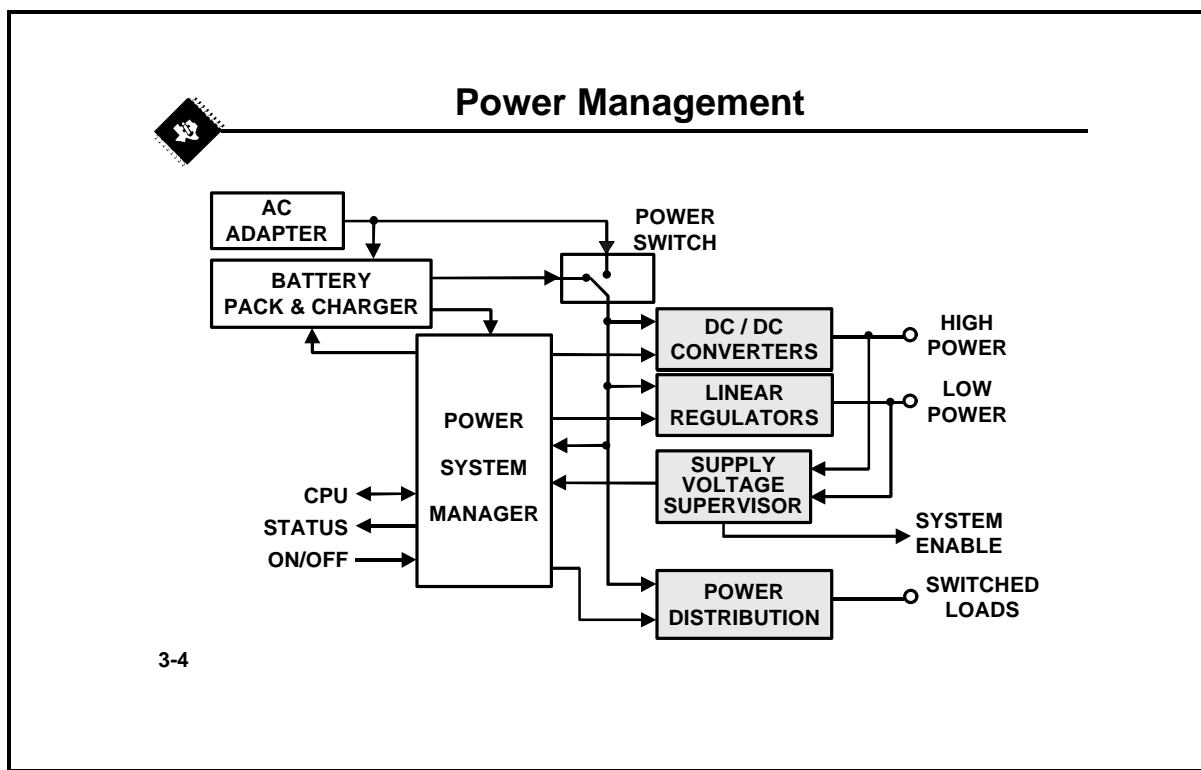 Power Management
AC
ADAPTER
POWER
SWITCH
BATTERY
PACK & CHARGER
DC / DC
CONVERTERS
HIGH
POWER
LINEAR
REGULATORS
LOW
POWER
POWER
SYSTEM
MANAGER
SUPPLY
VOLTAGE
SUPERVISOR
CPU
STATUS
ON/OFF
SYSTEM
ENABLE
POWER
DISTRIBUTION
SWITCHED
LOADS
3-4